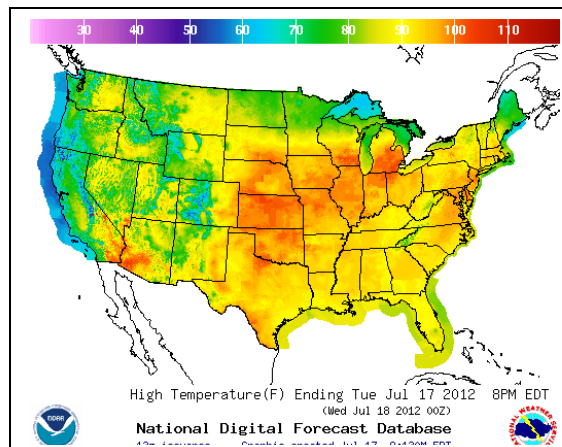 30 40 50 60 70 80 90 100 110
High Temperature(F) Ending Tue Jul 17 2012 8PM EDT
(Wed Jul 18 2012 00Z)
National Digital Forecast Database
NOAA